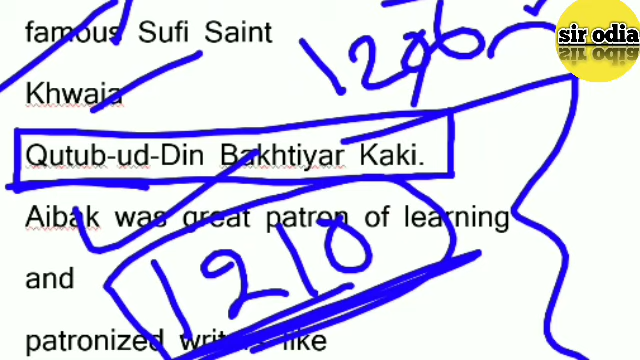 famous Sufi Saint
1296
sir odia
Khwaja
Qutub-ud-Din Bakhtiyar Kaki.
Aibak was great patron of learning
1210
and
patronized writers like